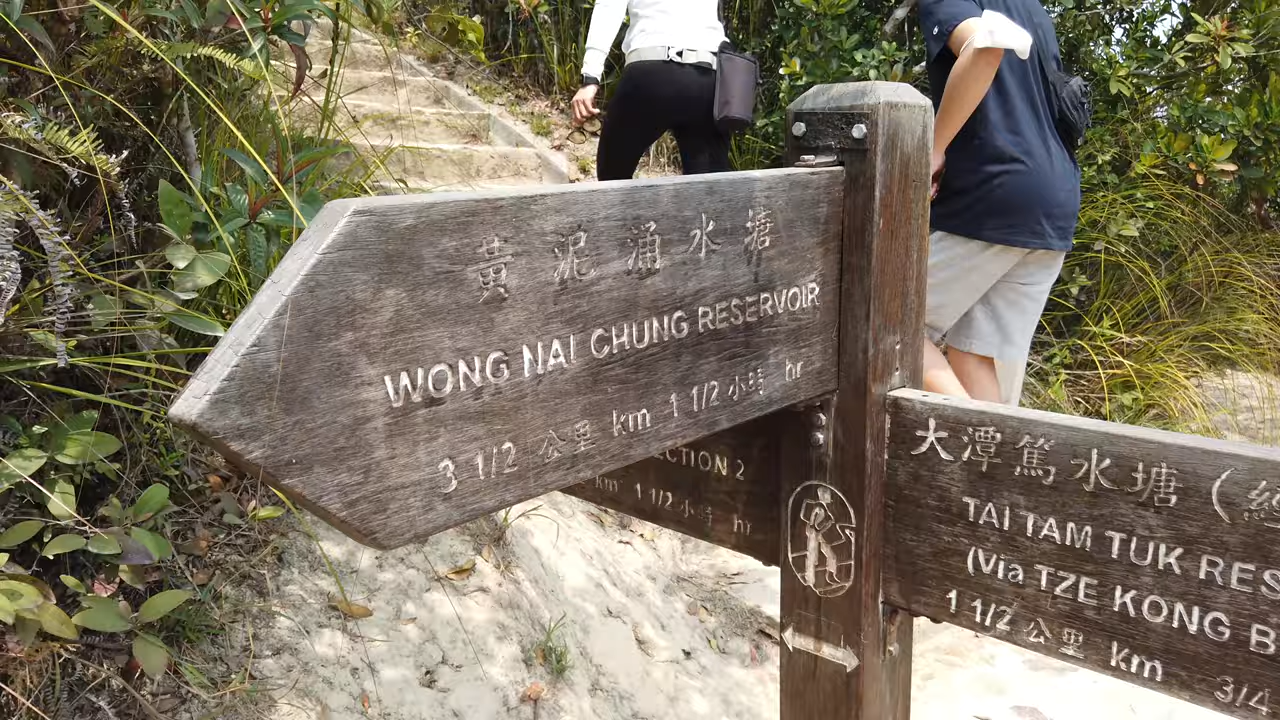 黃泥涌水塘
WONG NAI CHUNG RESERVOIR
3 1/2 公里 km 1 1/2 小時 hr
2
km 1 1/2 小時 hr
大潭篤水塘（
TAI TAM TUK
(Via TZE KONG
1 1/2 公里 km 3/4